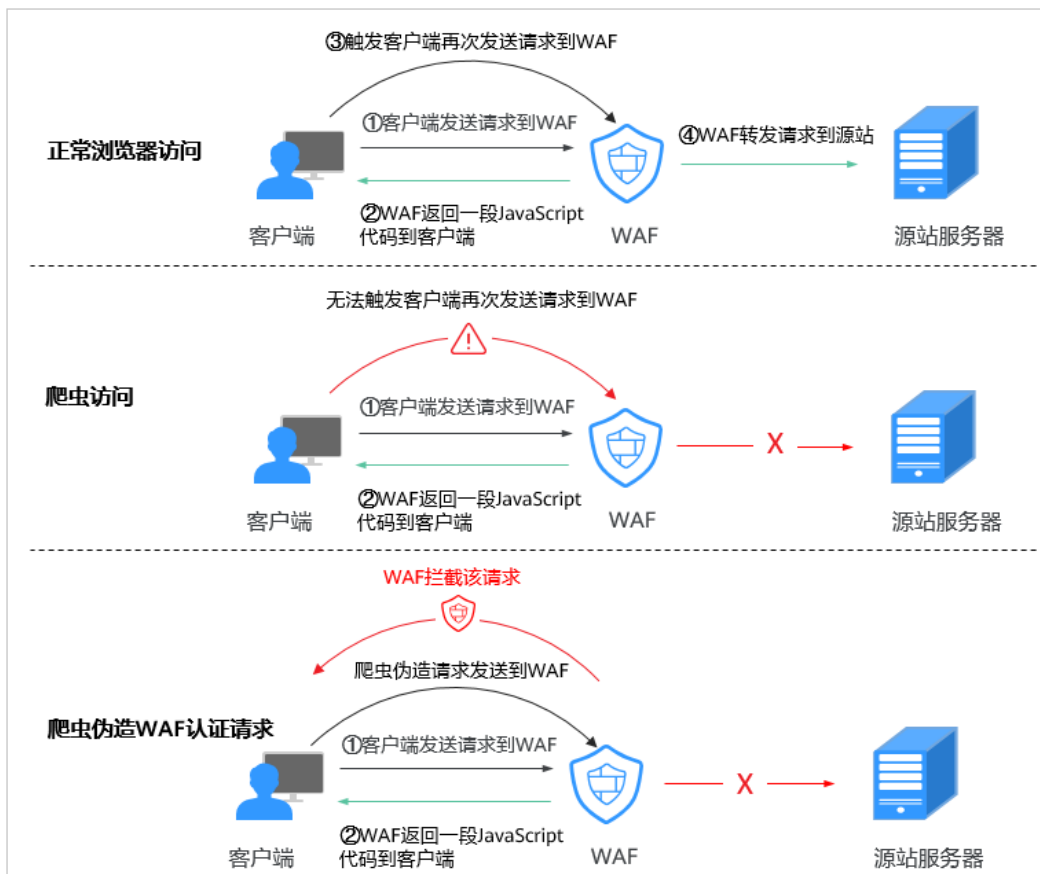 ③触发客户端再次发送请求到WAF
①客户端发送请求到WAF
④WAF转发请求到源站
正常浏览器访问
②WAF返回一段JavaScript
代码到客户端
客户端
WAF
源站服务器
无法触发客户端再次发送请求到WAF
爬虫访问
①客户端发送请求到WAF
X
②WAF返回一段JavaScript
代码到客户端
客户端
WAF
源站服务器
WAF拦截该请求
爬虫伪造请求发送到WAF
爬虫伪造WAF认证请求
①客户端发送请求到WAF
X
②WAF返回一段JavaScript
代码到客户端
客户端
WAF
源站服务器